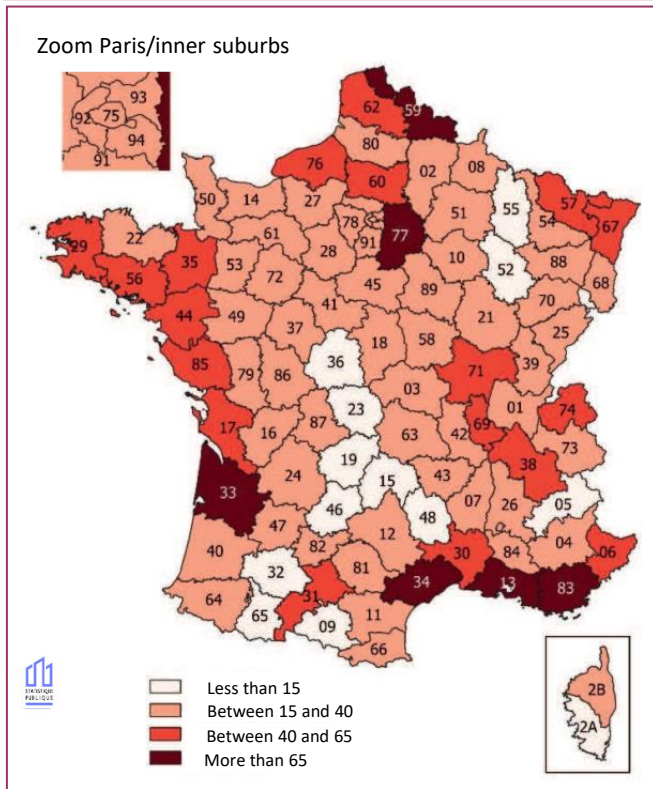 Zoom Paris/inner suburbs
93
92 75
94
91
62 59
80
76 02 08
60
50 14 27 55 57
78 51 54 67
29 22 61 77
35 91
53 28 10 52 88 68
56 72 45
89 70
41
44 49 21
37 18 58 25
36
85 79 86 71 39
03
23 01 74
17 87 69
16 63 42
19 73
38
24 15 43
33
46 48 07 26 05
47
12
40 82 30 04
84 06
32 81
34 13 83
31
64 65 11
09
66
2B
2A
STATISTIQUE
PUBLIQUE
Less than 15
Between 15 and 40
Between 40 and 65
More than 65